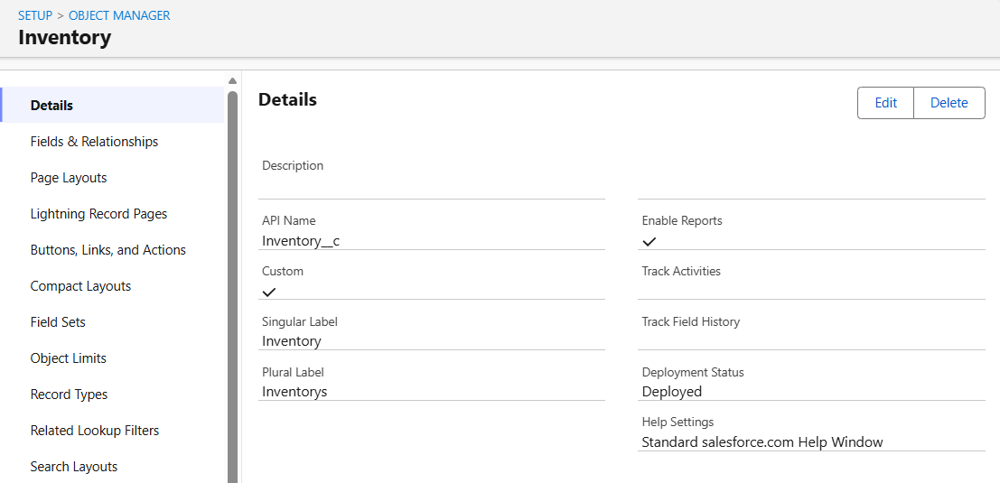 SETUP > OBJECT MANAGER
Inventory
Details
Fields & Relationships
Page Layouts
Lightning Record Pages
Buttons, Links, and Actions
Compact Layouts
Field Sets
Object Limits
Record Types
Related Lookup Filters
Search Layouts
Details
Edit
Delete
Description
API Name
Inventory__c
Custom
Singular Label
Inventory
Plural Label
Inventorys
Enable Reports
Track Activities
Track Field History
Deployment Status
Deployed
Help Settings
Standard salesforce.com Help Window